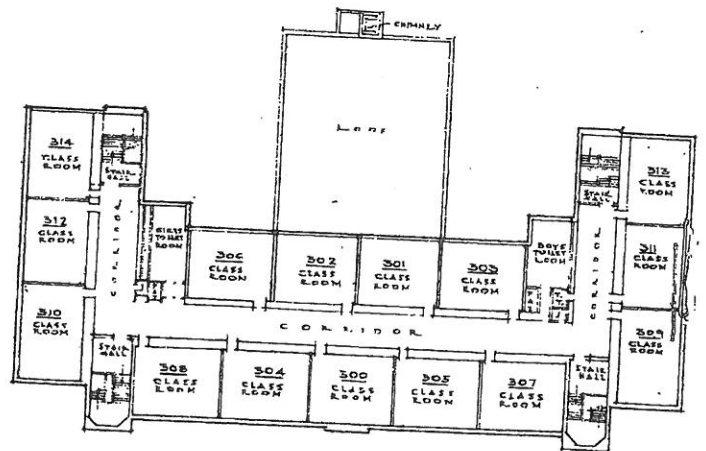 CHIMNEY
ROOF
314
CLASS
ROOM
STAIR
HALL
312
CLASS
ROOM
310
CLASS
ROOM
CORRIDOR
STAIR
HALL
GIRLS
TOILET
ROOM
306
CLASS
ROOM
302
CLASS
ROOM
301
CLASS
ROOM
303
CLASS
ROOM
BOYS
TOILET
ROOM
CORRIDOR
308
CLASS
ROOM
304
CLASS
ROOM
300
CLASS
ROOM
305
CLASS
ROOM
307
CLASS
ROOM
STAIR
HALL
313
CLASS
ROOM
CORRIDOR
311
CLASS
ROOM
309
CLASS
ROOM
STAIR
HALL